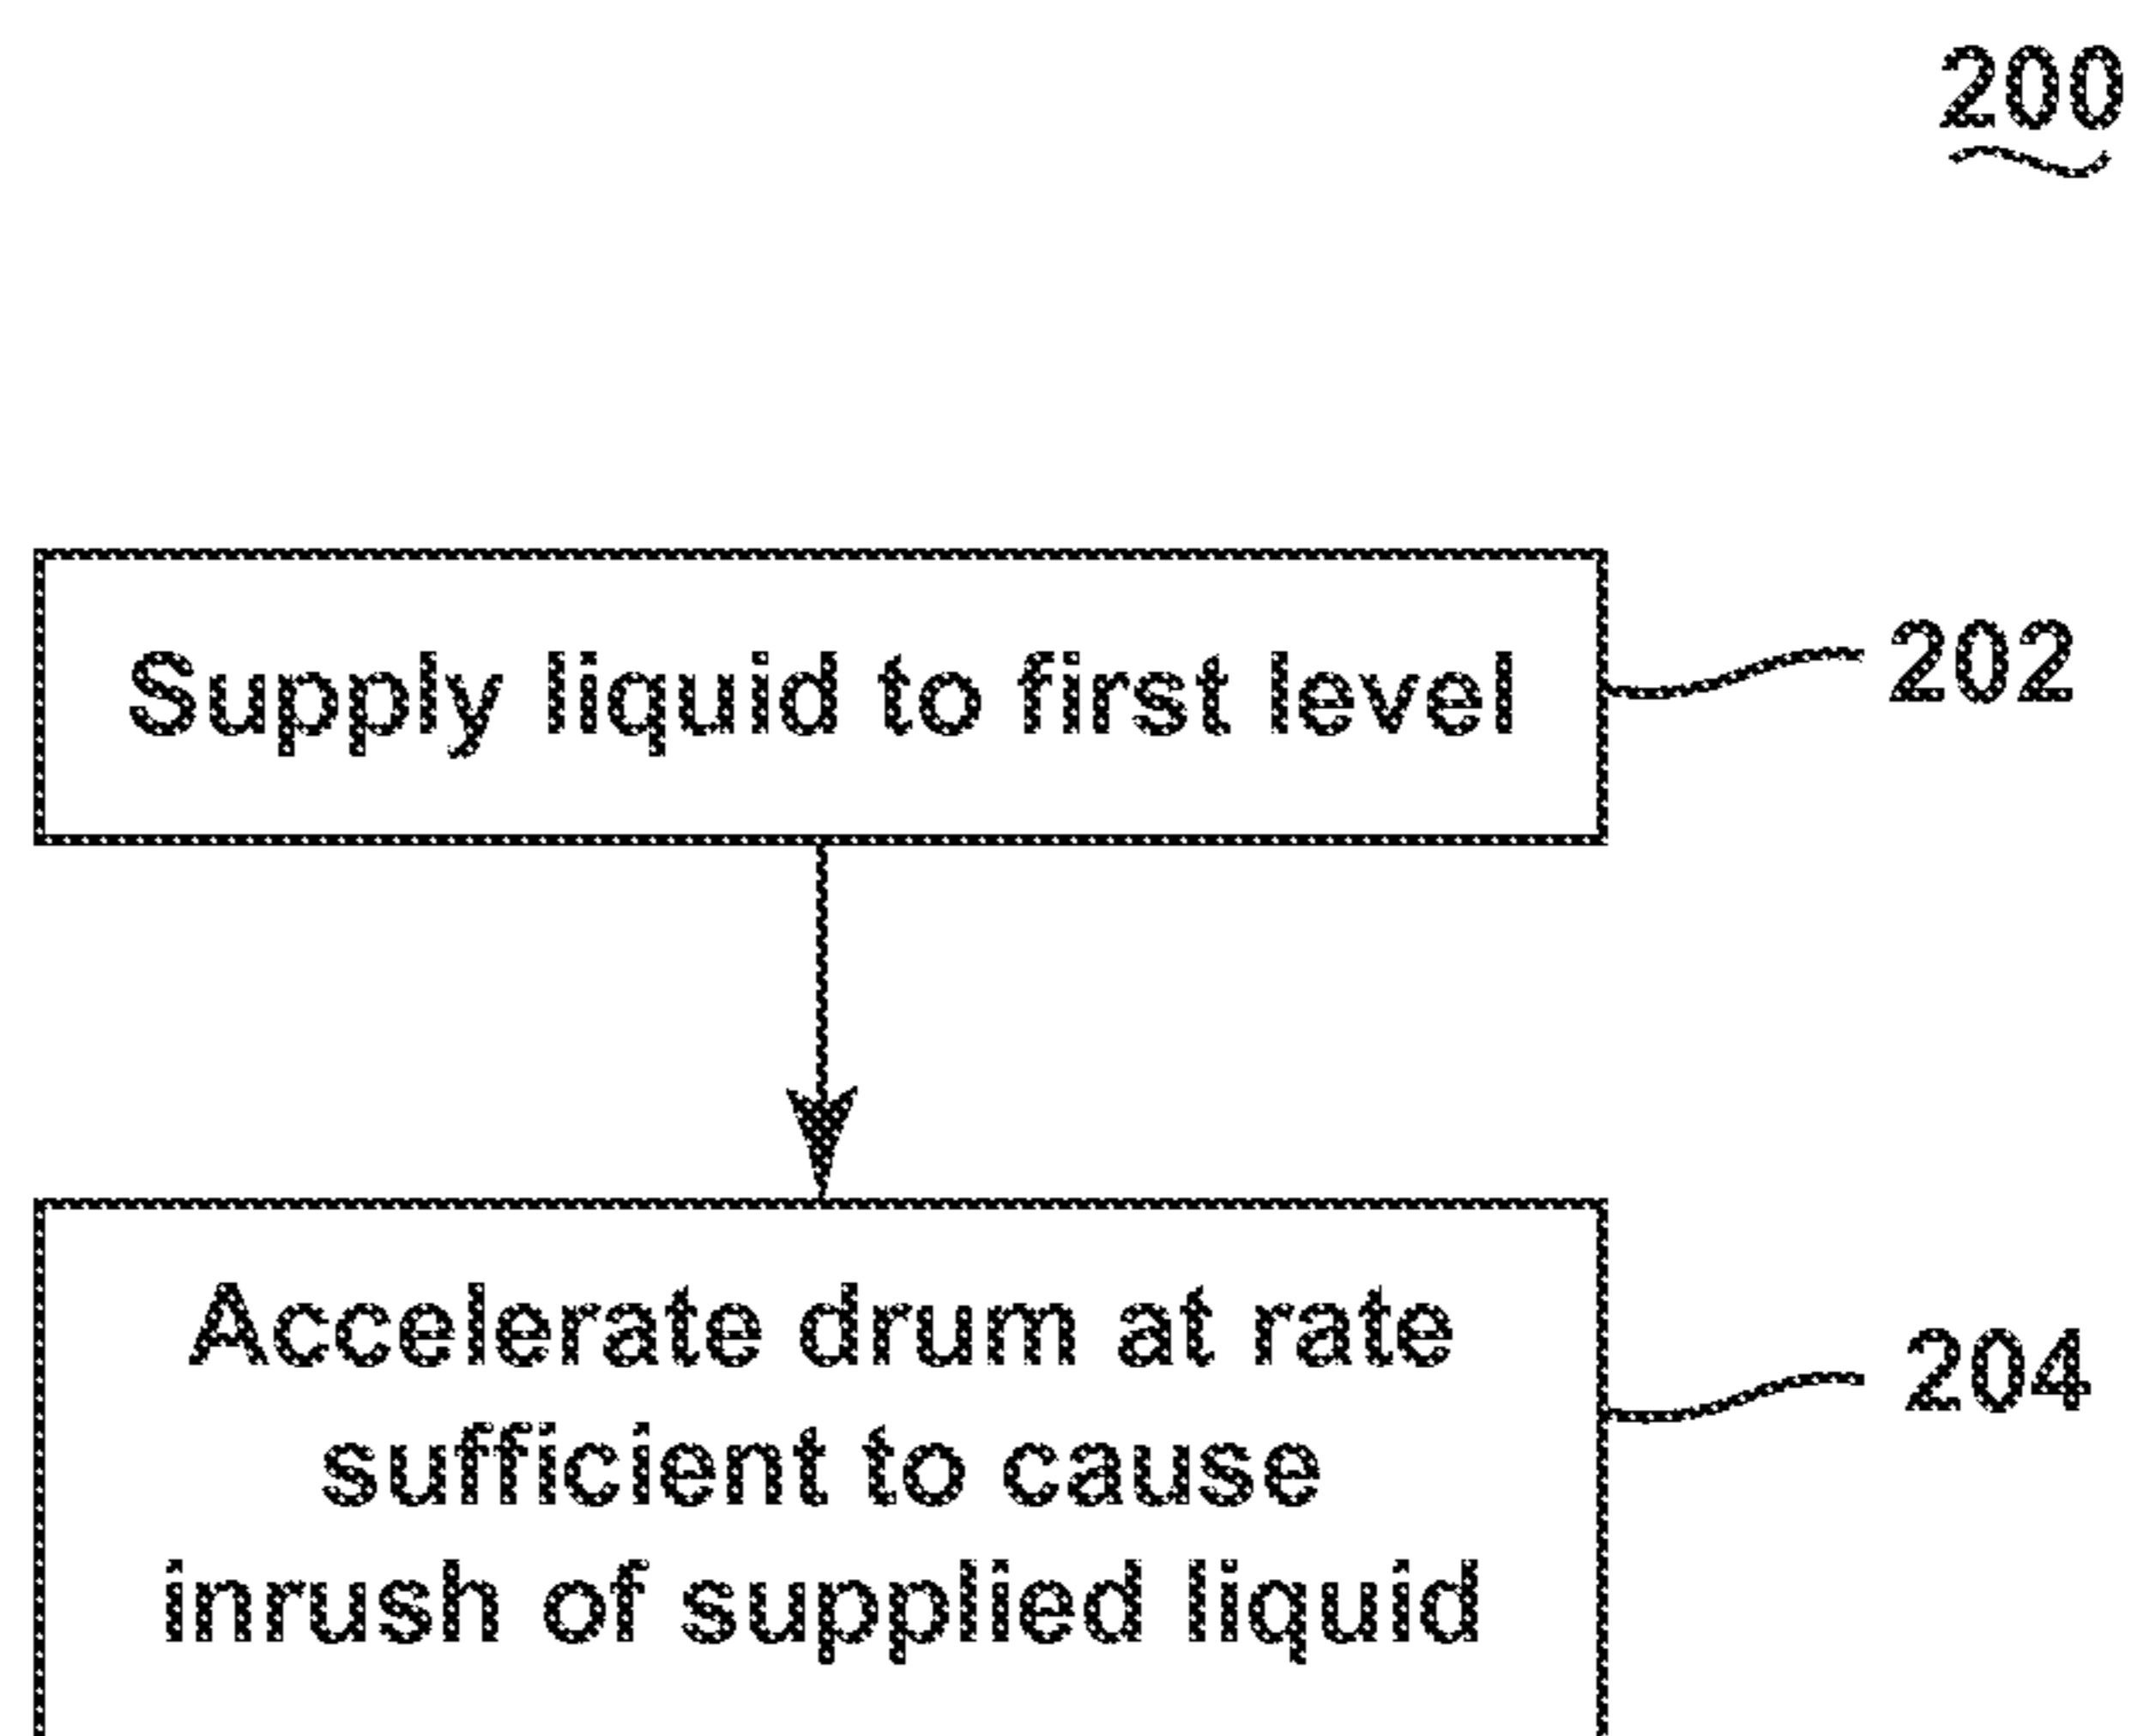 200
Supply liquid to first level
202
Accelerate drum at rate
sufficient to cause
inrush of supplied liquid
204